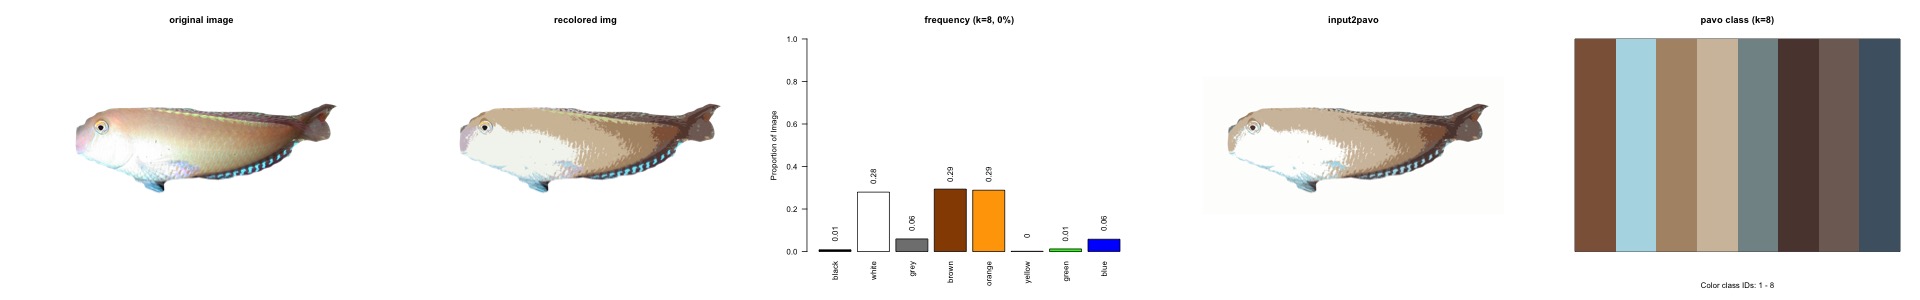 original image
recolored img
frequency (k=8, 0%)
input2pavo
pavo class (k=8)
Proportion of Image
1.0
0.8
0.6
0.4
0.2
0.0
0.01
0.28
0.06
0.29
0.29
0
0.01
0.06
black
white
grey
brown
orange
yellow
green
blue
Color class IDs: 1 - 8